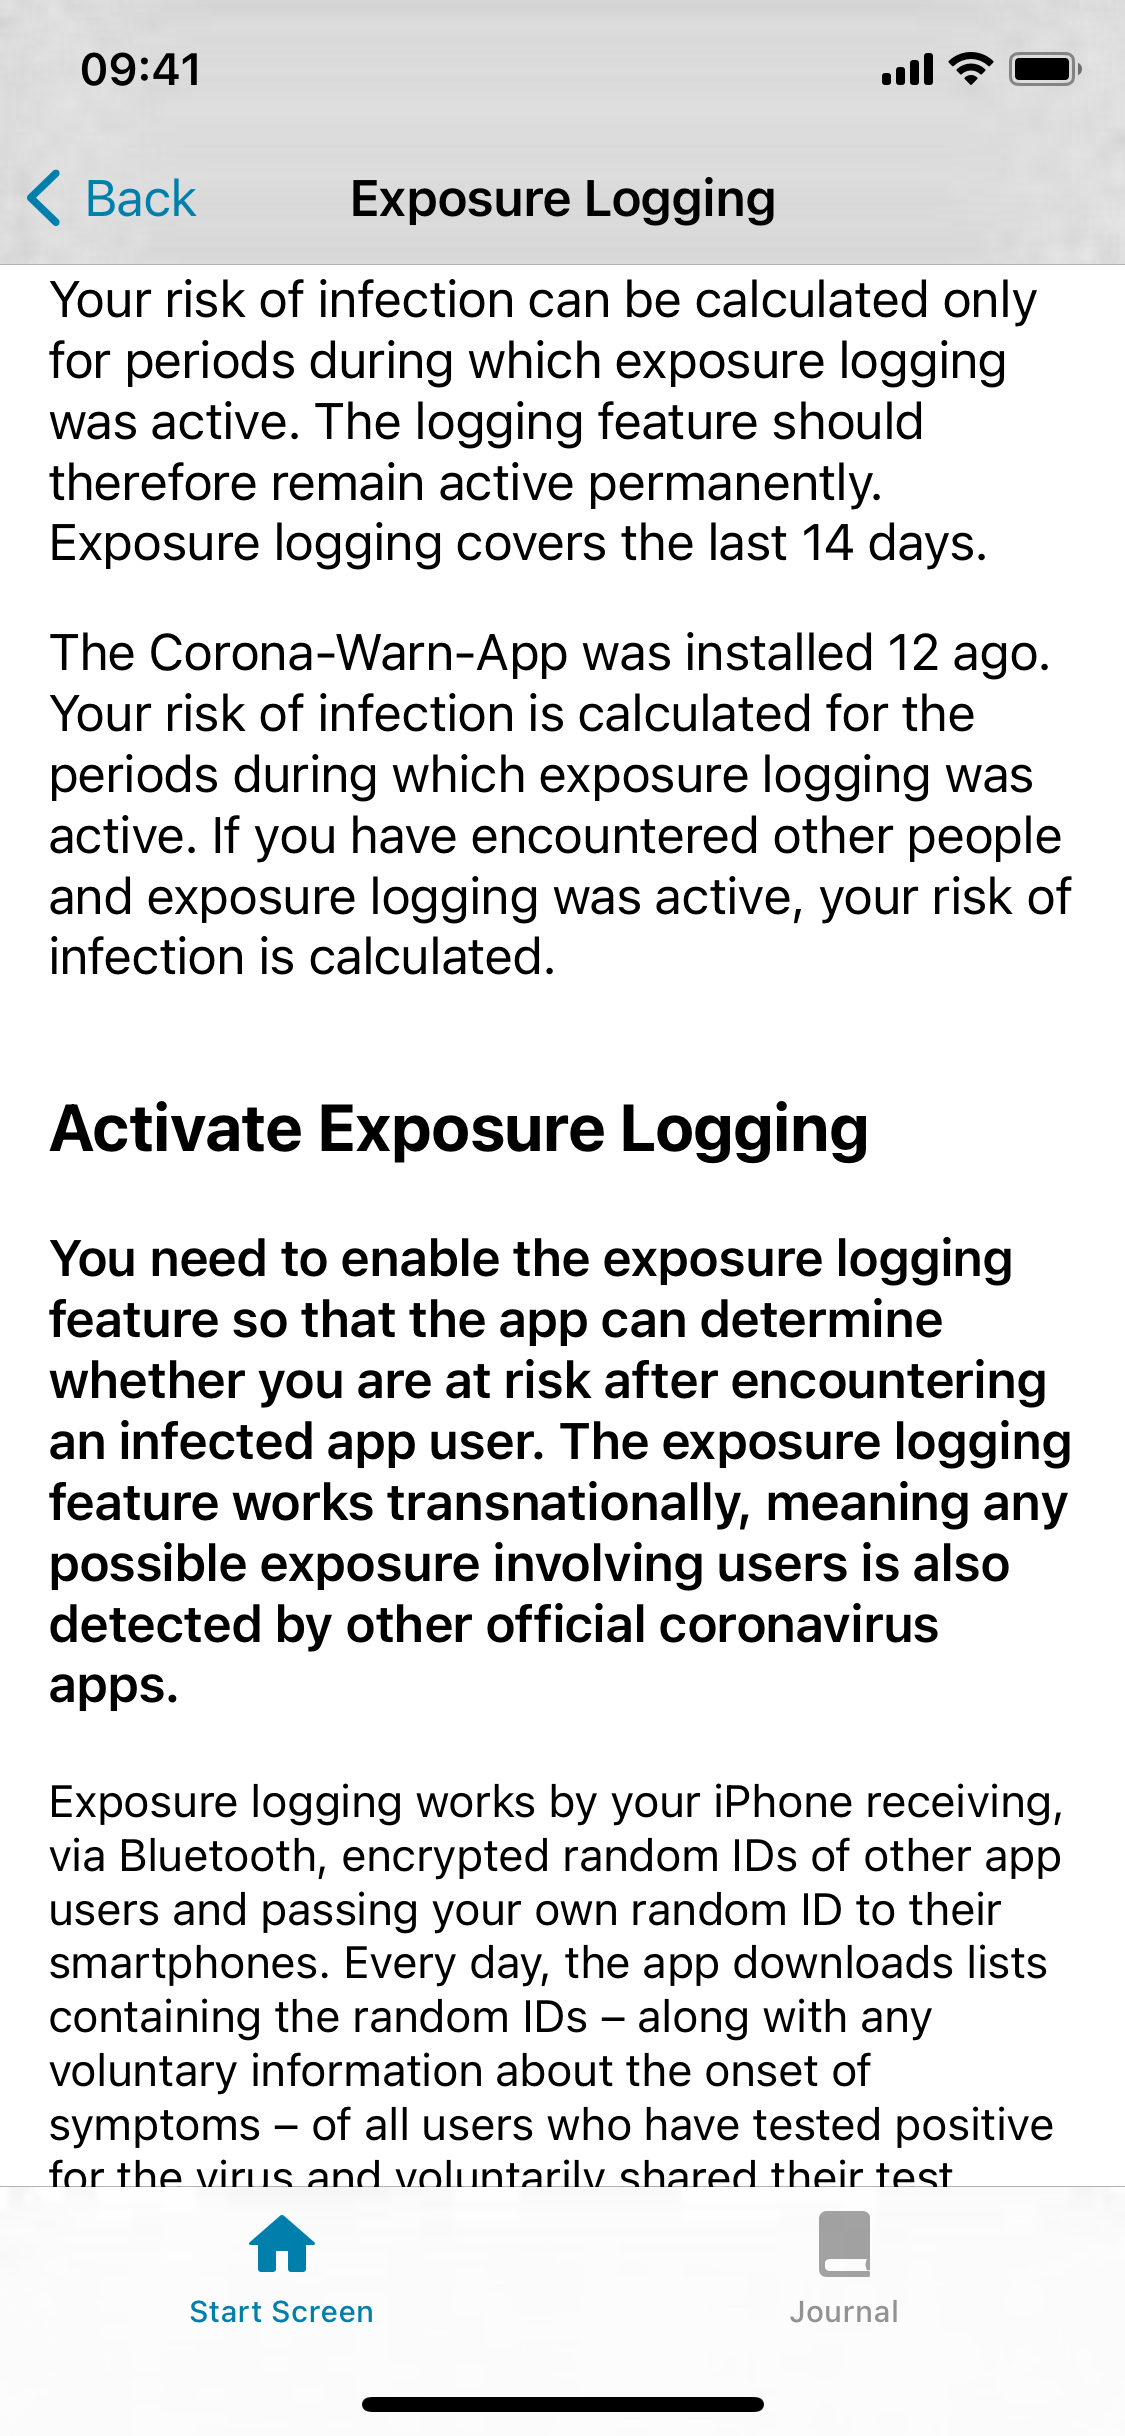 09:41
Back
Exposure Logging
Your risk of infection can be calculated only
for periods during which exposure logging
was active. The logging feature should
therefore remain active permanently.
Exposure logging covers the last 14 days.
The Corona-Warn-App was installed 12 ago.
Your risk of infection is calculated for the
periods during which exposure logging was
active. If you have encountered other people
and exposure logging was active, your risk of
infection is calculated.
Activate Exposure Logging
You need to enable the exposure logging
feature so that the app can determine
whether you are at risk after encountering
an infected app user. The exposure logging
feature works transnationally, meaning any
possible exposure involving users is also
detected by other official coronavirus
apps.
Exposure logging works by your iPhone receiving,
via Bluetooth, encrypted random IDs of other app
users and passing your own random ID to their
smartphones. Every day, the app downloads lists
containing the random IDs – along with any
voluntary information about the onset of
symptoms – of all users who have tested positive
for the virus and voluntarily shared their test
Start Screen
Journal